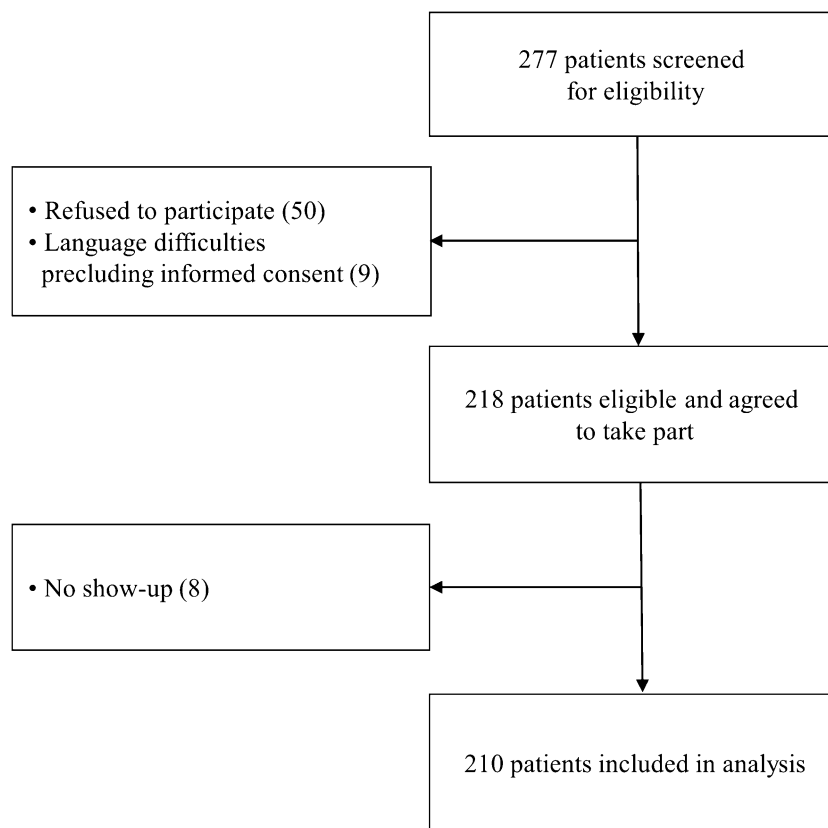 277 patients screened
for eligibility
• Refused to participate (50)
• Language difficulties
precluding informed consent (9)
218 patients eligible and agreed
to take part
• No show-up (8)
210 patients included in analysis